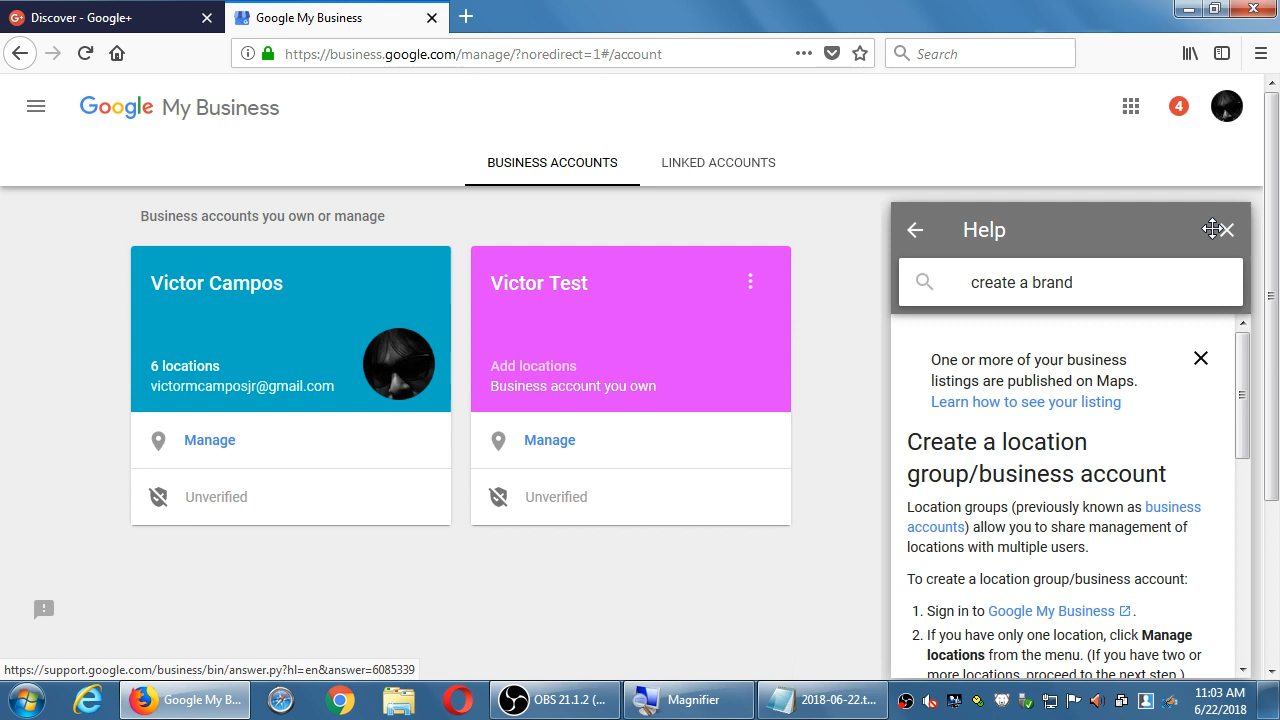 Discover - Google+
Google My Business
https://business.google.com/manage/?noredirect=1#/account
Search
Google My Business
4
BUSINESS ACCOUNTS
LINKED ACCOUNTS
Business accounts you own or manage
Victor Campos
6 locations
victormcamposjr@gmail.com
Manage
Unverified
Victor Test
Add locations
Business account you own
Manage
Unverified
Help
create a brand
One or more of your business
listings are published on Maps.
Learn how to see your listing
Create a location
group/business account
Location groups (previously known as business
accounts) allow you to share management of
locations with multiple users.
To create a location group/business account:
1. Sign in to Google My Business .
2. If you have only one location, click Manage
locations from the menu. (If you have two or
more locations, proceed to the next step.)
https://support.google.com/business/bin/answer.py?hl=en&answer=6085339
Google My B...
OBS 21.1.2 (...
Magnifier
2018-06-22.t...
11:03 AM
6/22/2018